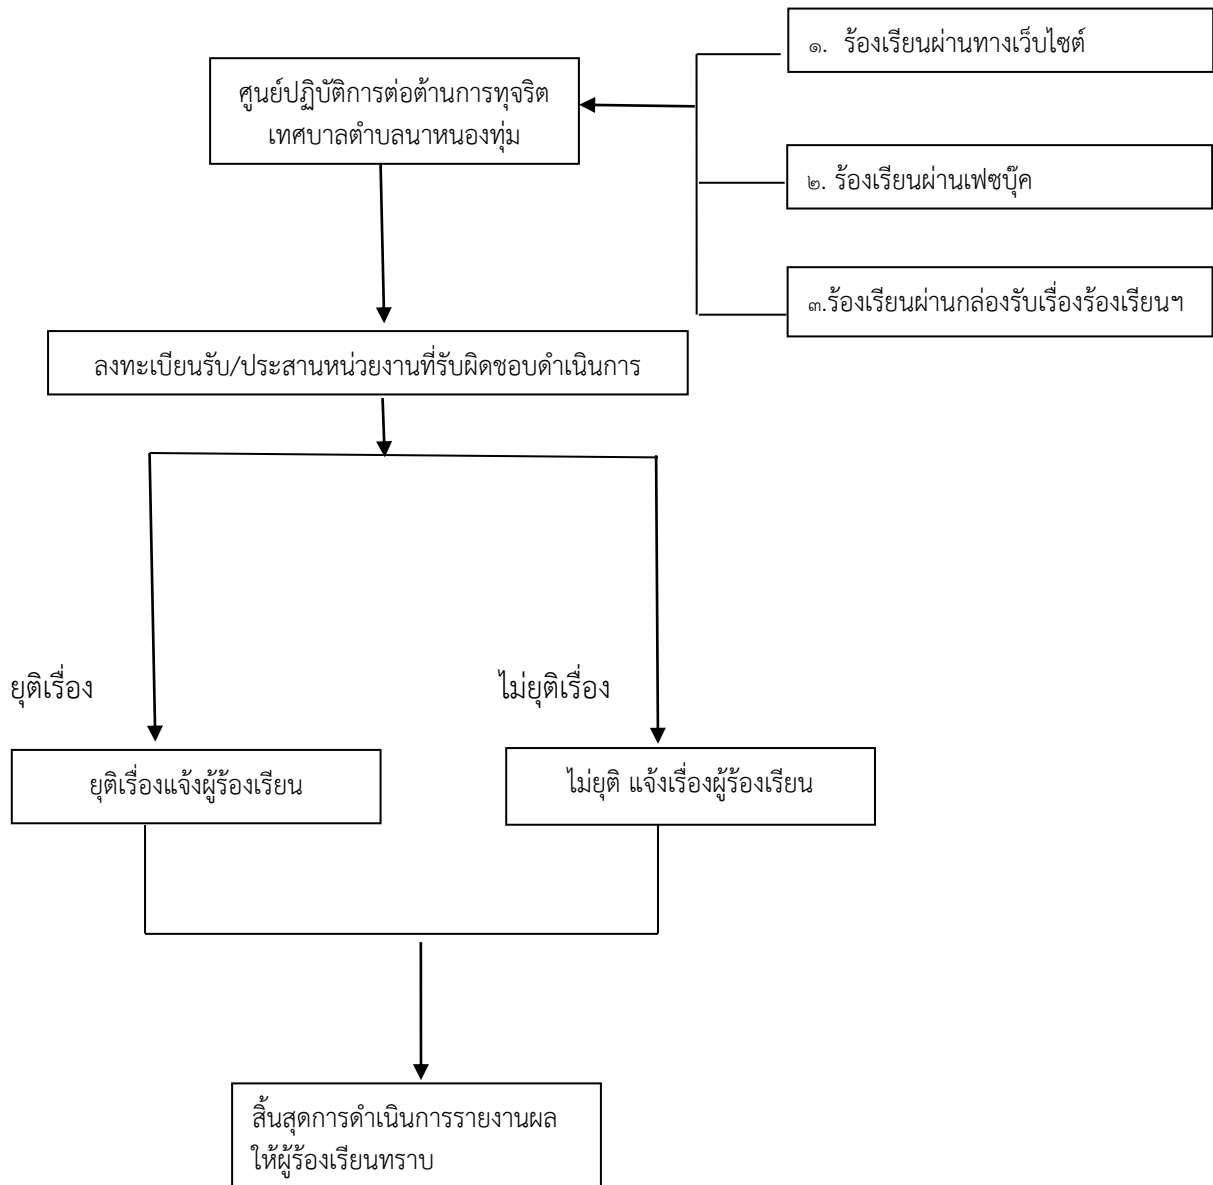 ๑. ร้องเรียนผ่านทางเว็บไซต์
ศูนย์ปฏิบัติการต่อต้านการทุจริต
เทศบาลตำบลนาหนองทุ่ม
๒. ร้องเรียนผ่านเฟซบุ๊ค
๓.ร้องเรียนผ่านกล่องรับเรื่องร้องเรียนฯ
ลงทะเบียนรับ/ประสานหน่วยงานที่รับผิดชอบดำเนินการ
ยุติเรื่อง
ไม่ยุติเรื่อง
ยุติเรื่องแจ้งผู้ร้องเรียน
ไม่ยุติ แจ้งเรื่องผู้ร้องเรียน
สิ้นสุดการดำเนินการรายงานผล
ให้ผู้ร้องเรียนทราบ